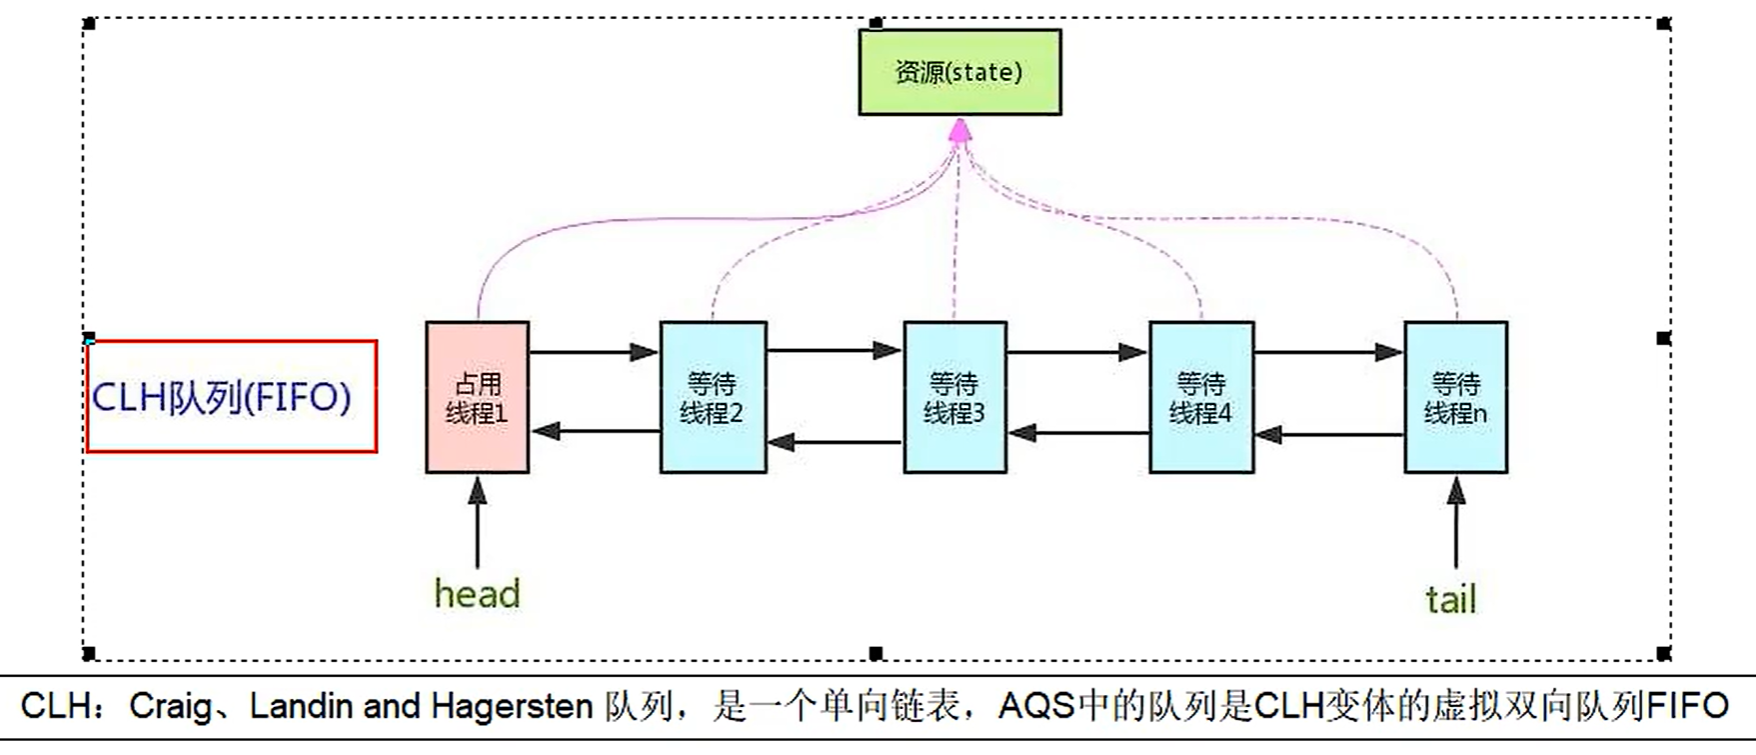 资源(state)
CLH队列(FIFO)
占用
线程1
等待
线程2
等待
线程3
等待
线程4
等待
线程n
head
tail
CLH：Craig、Landin and Hagersten 队列，是一个单向链表，AQS中的队列是CLH变体的虚拟双向队列FIFO